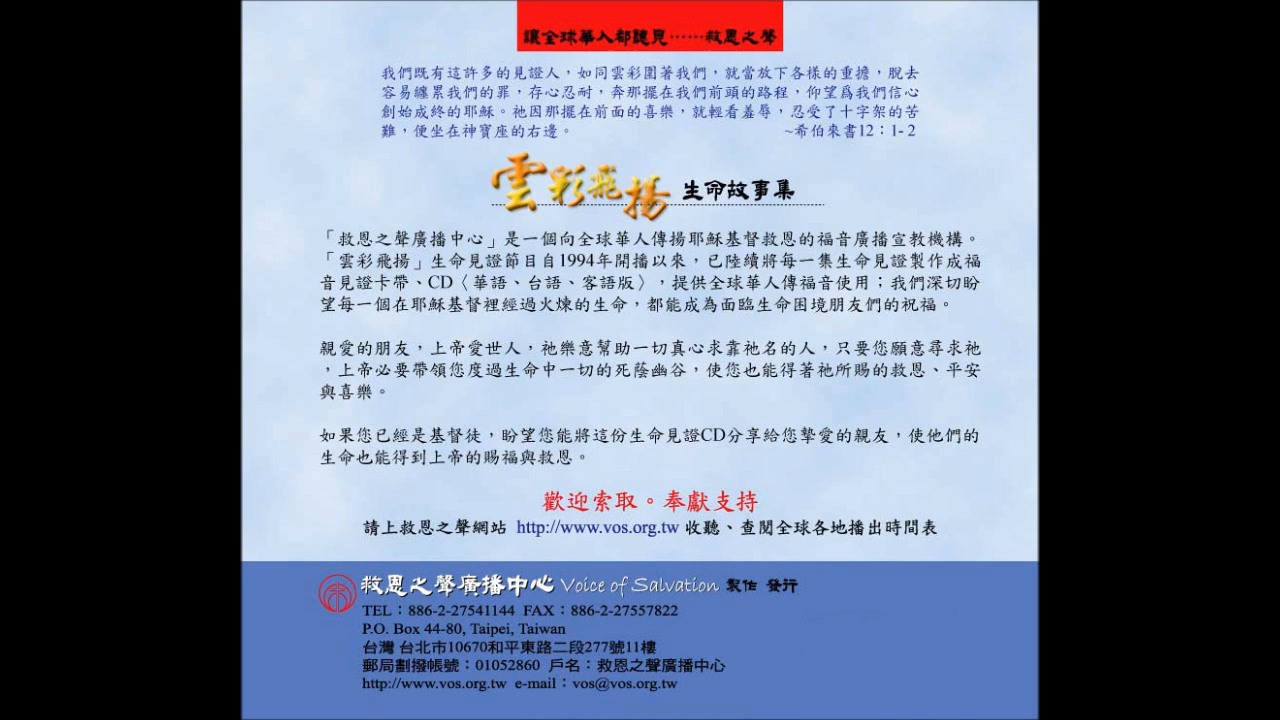 讓全球華人都聽見……救恩之聲
我們既有這許多的見證人，如同雲彩圍著我們，就當放下各樣的重擔，脫去
容易纏累我們的罪，存心忍耐，奔那擺在我們前頭的路程，仰望爲我們信心
創始成終的耶穌。祂因那擺在前面的喜樂，就輕看羞辱，忍受了十字架的苦
難，便坐在神寶座的右邊。 ~希伯來書12：1-2
雲彩飛揚 生命故事集
「救恩之聲廣播中心」是一個向全球華人傳揚耶穌基督救恩的福音廣播宣教機構。
「雲彩飛揚」生命見證節目自1994年開播以來，已陸續將每一集生命見證製作成福
音見證卡帶、CD〈華語、台語、客語版〉，提供全球華人傳福音使用；我們深切盼
望每一個在耶穌基督裡經過火煉的生命，都能成為面臨生命困境朋友們的祝福。
親愛的朋友，上帝愛世人，祂樂意幫助一切真心求靠祂名的人，只要您願意尋求祂
，上帝必要帶領您度過生命中一切的死蔭幽谷，使您也能得著祂所賜的救恩、平安
與喜樂。
如果您已經是基督徒，盼望您能將這份生命見證CD分享給您摯愛的親友，使他們的
生命也能得到上帝的賜福與救恩。
歡迎索取。奉獻支持
請上救恩之聲網站 http://www.vos.org.tw 收聽、查閱全球各地播出時間表
救恩之聲廣播中心 Voice of Salvation 製作 發行
TEL：886-2-27541144 FAX：886-2-27557822
P.O. Box 44-80, Taipei, Taiwan
台灣 台北市10670和平東路二段277號11樓
郵局劃撥帳號：01052860 戶名：救恩之聲廣播中心
http://www.vos.org.tw e-mail：vos@vos.org.tw